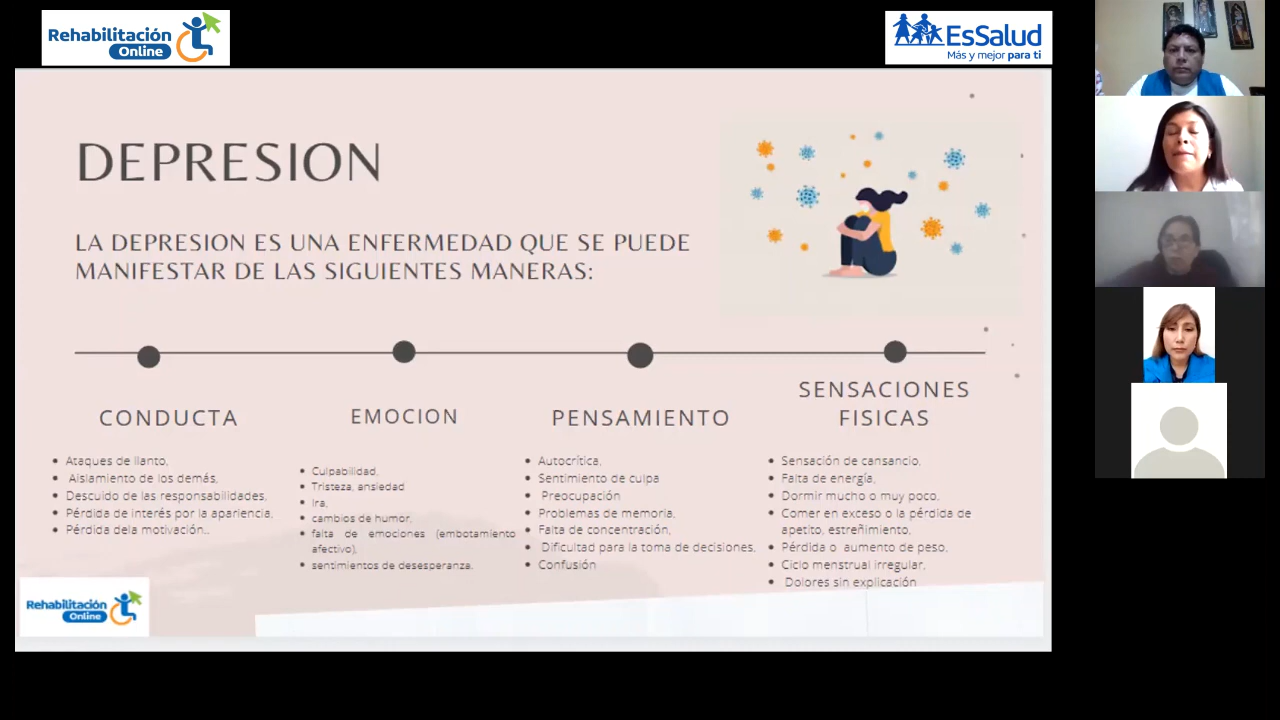 Rehabilitación
Online
EsSalud
Más y mejor para ti
DEPRESION
LA DEPRESION ES UNA ENFERMEDAD QUE SE PUEDE
MANIFESTAR DE LAS SIGUIENTES MANERAS:
CONDUCTA
Ataques de llanto,
Aislamiento de los demás,
Descuido de las responsabilidades,
Pérdida de interés por la apariencia,
Pérdida dela motivación..
EMOCION
Culpabilidad,
Tristeza, ansiedad
ira,
cambios de humor,
falta de emociones (embotamiento
afectivo),
sentimientos de desesperanza.
PENSAMIENTO
Autocrítica,
Sentimiento de culpa
Preocupación
Problemas de memoria,
Falta de concentración,
Dificultad para la toma de decisiones.
Confusión
SENSACIONES
FISICAS
Sensación de cansancio,
Falta de energía,
Dormir mucho o muy poco,
Comer en exceso o la pérdida de
apetito, estreñimiento,
Pérdida o aumento de peso,
Ciclo menstrual irregular,
Dolores sin explicación
Rehabilitación
Online